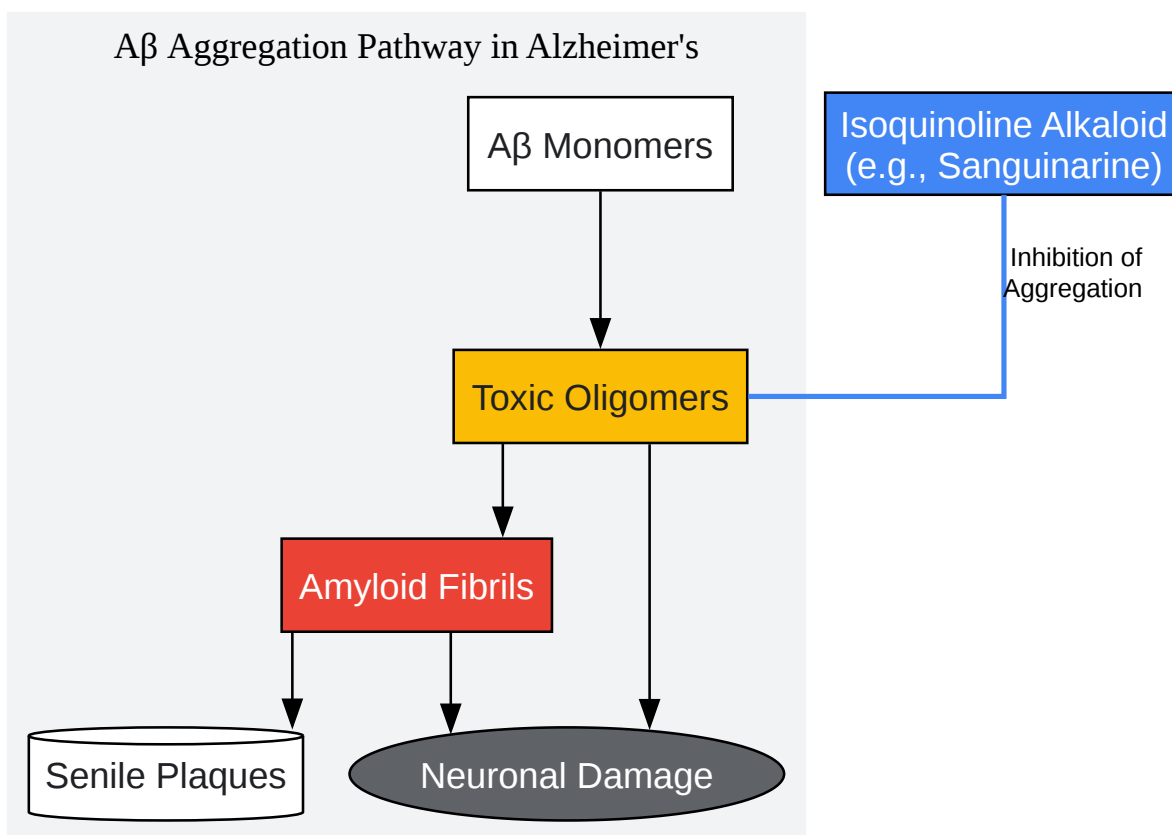 Aβ Aggregation Pathway in Alzheimer's
Aβ Monomers
Isoquinoline Alkaloid
(e.g., Sanguinarine)
Inhibition of
Aggregation
Toxic Oligomers
Amyloid Fibrils
Senile Plaques
Neuronal Damage